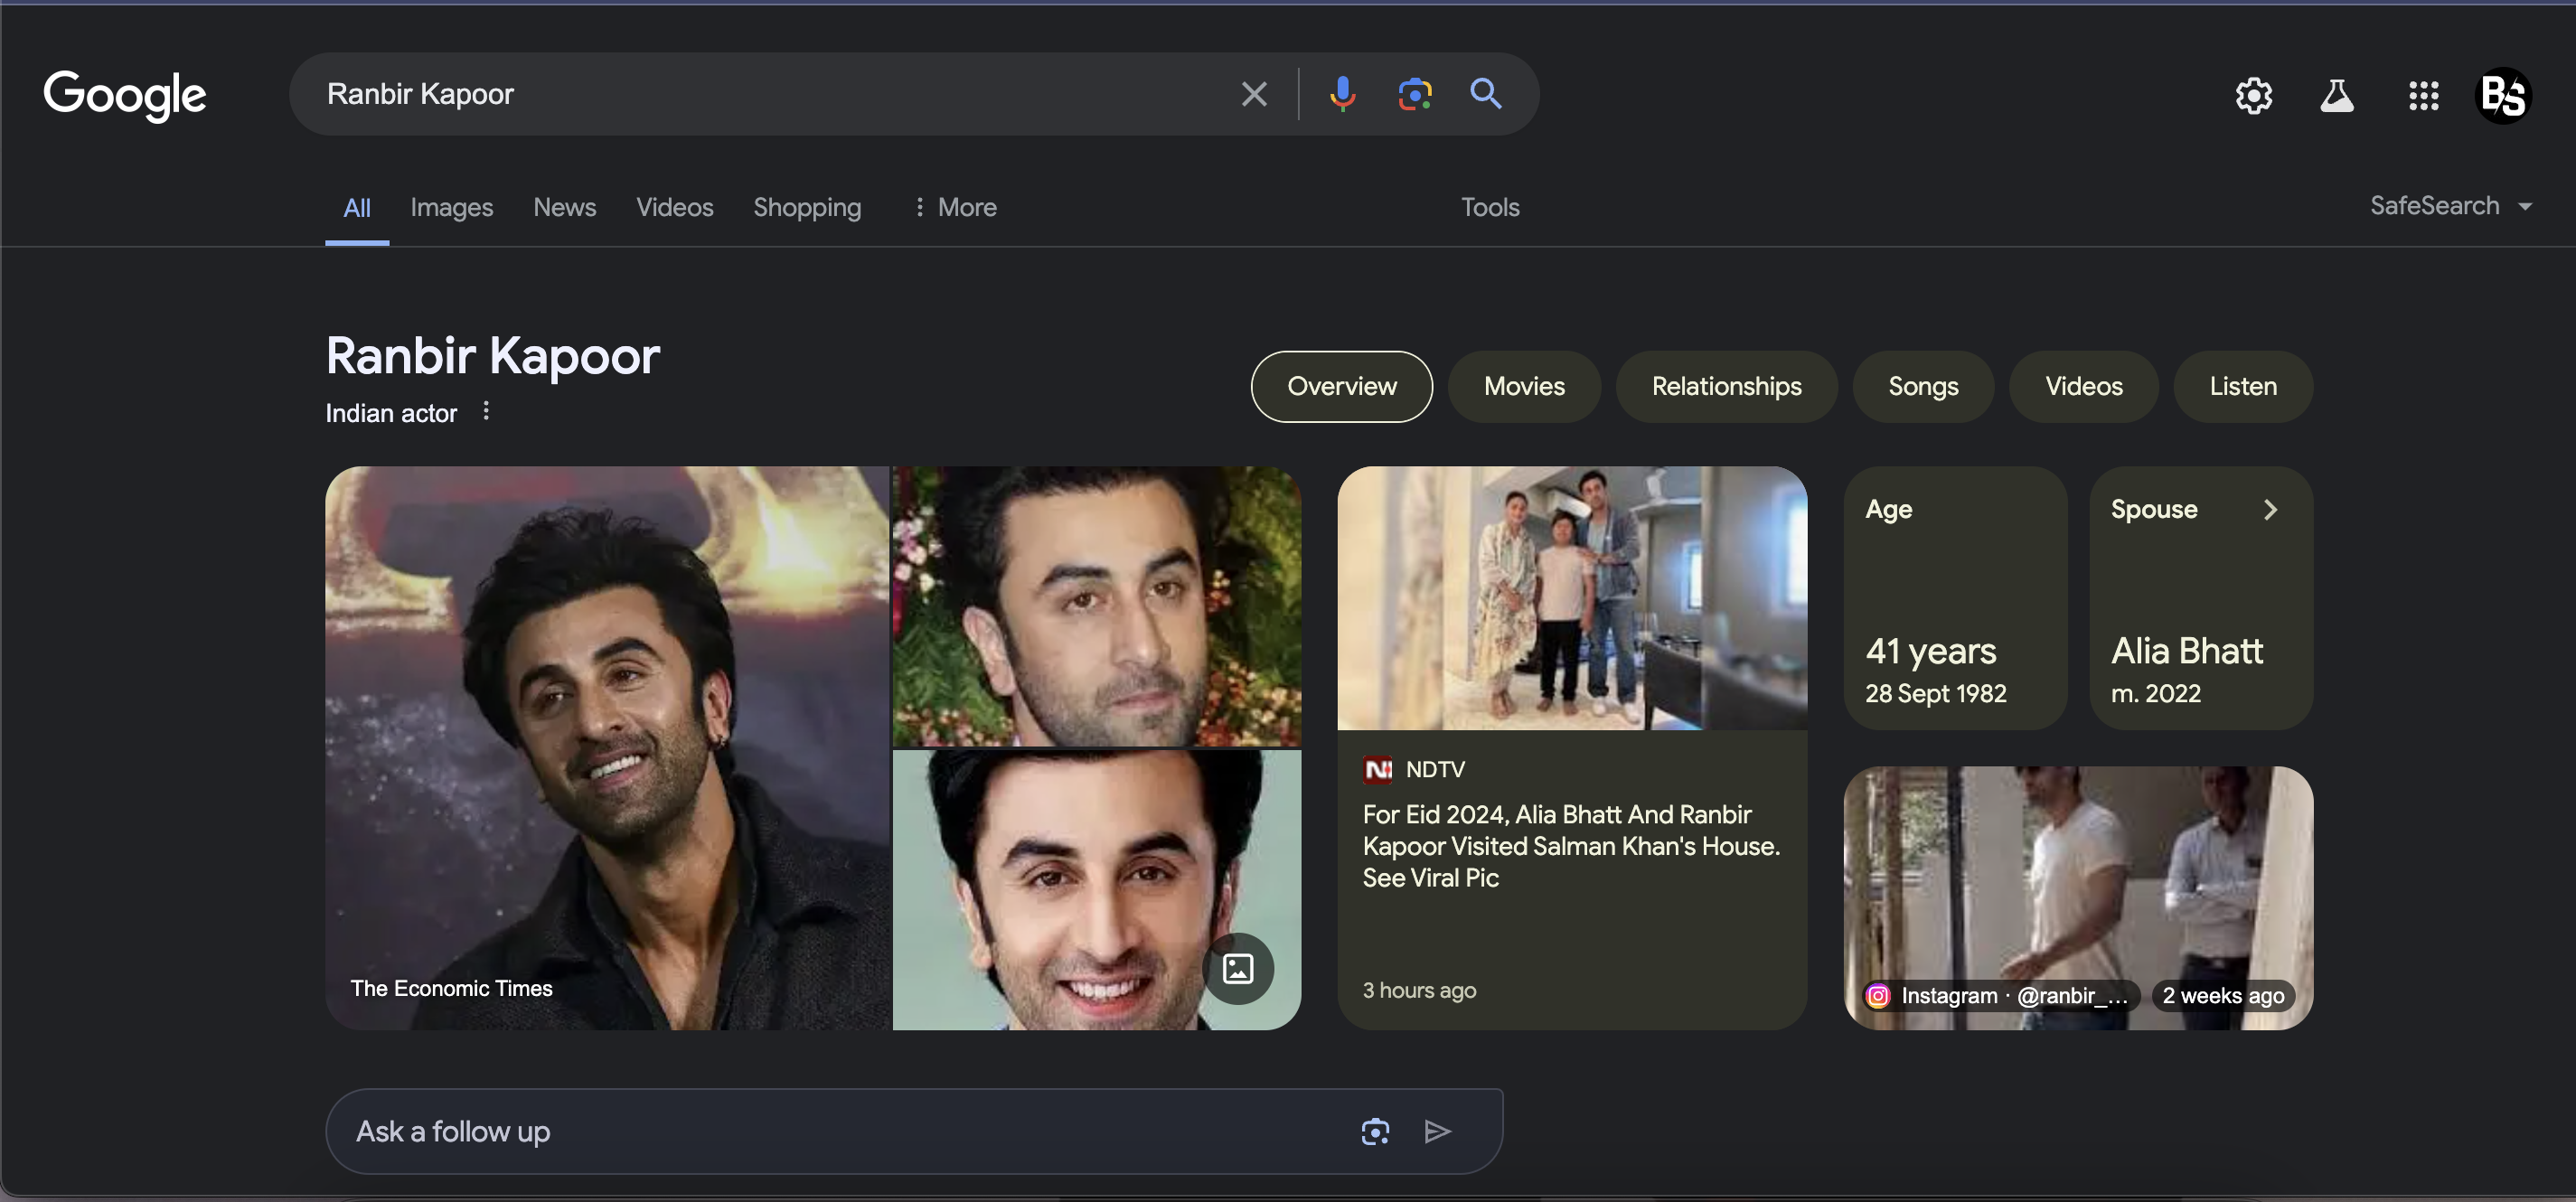 Google
Ranbir Kapoor
B/S
All Images News Videos Shopping More Tools SafeSearch
Ranbir Kapoor
Indian actor
Overview Movies Relationships Songs Videos Listen
The Economic Times
NDTV
For Eid 2024, Alia Bhatt And Ranbir
Kapoor Visited Salman Khan's House.
See Viral Pic
3 hours ago
Age
41 years
28 Sept 1982
Spouse
Alia Bhatt
m. 2022
Instagram · @ranbir_...
2 weeks ago
Ask a follow up